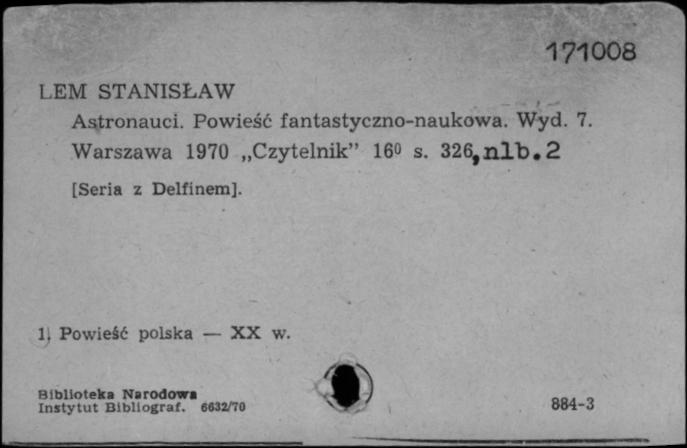 171008
LEM STANISŁAW
Astronauci. Powieść fantastyczno-naukowa. Wyd. 7.
Warszawa 1970 „Czytelnik” 16º s. 326,nlb.2
[Seria z Delfinem].
1. Powieść polska — XX w.
Biblioteka Narodowa
Instytut Bibliograf. 6632/70
884-3